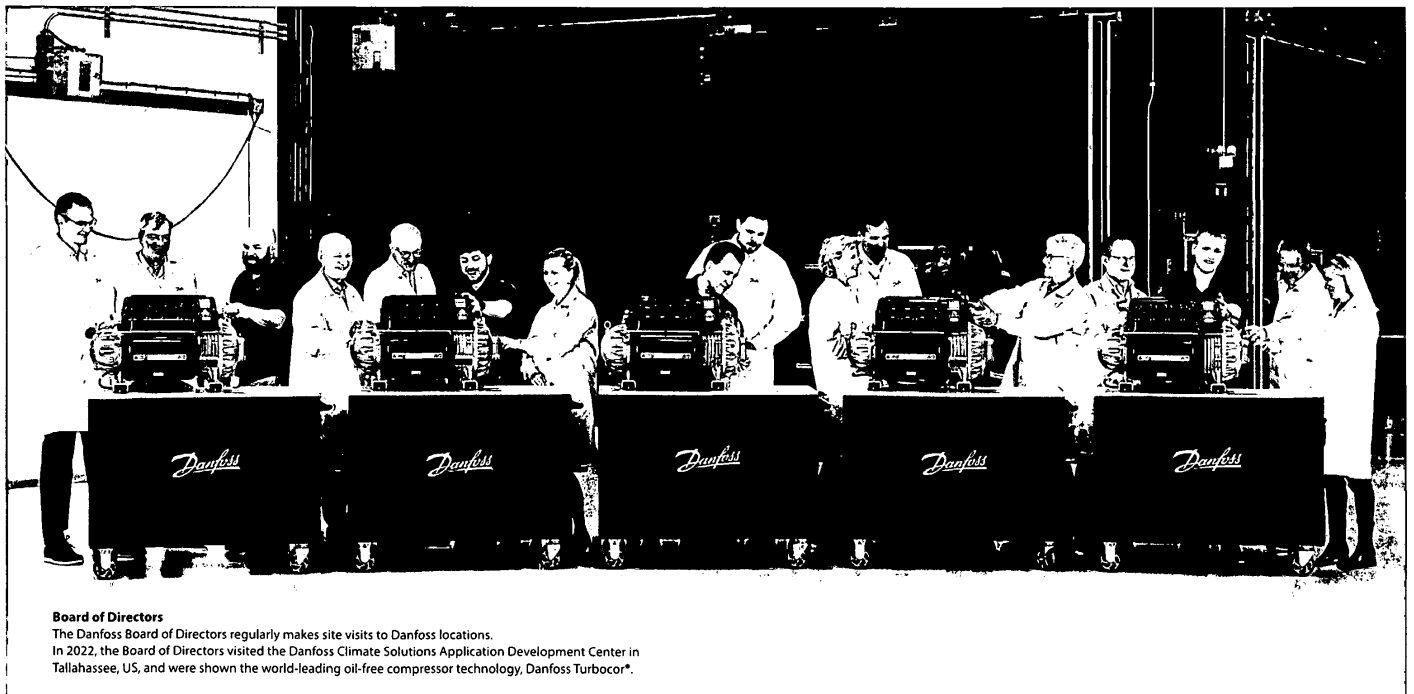 Danfoss
Danfoss
Danfoss
Danfoss
Danfoss
Board of Directors
The Danfoss Board of Directors regularly makes site visits to Danfoss locations.
In 2022, the Board of Directors visited the Danfoss Climate Solutions Application Development Center in
Tallahassee, US, and were shown the world-leading oil-free compressor technology, Danfoss Turbocor®.